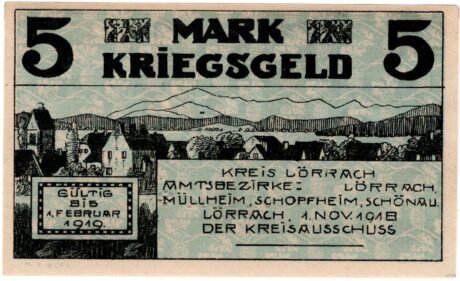 5 MARK 5
KRIEGSGELD
KREIS LÖRRACH
AMTSBEZIRKE: LÖRRACH,
MÜLLHEIM, SCHOPFHEIM, SCHÖNAU.
LÖRRACH, 1. NOV. 1918
DER KREISAUSSCHUSS
GÜLTIG
BIS
1. FEBRUAR
1919.